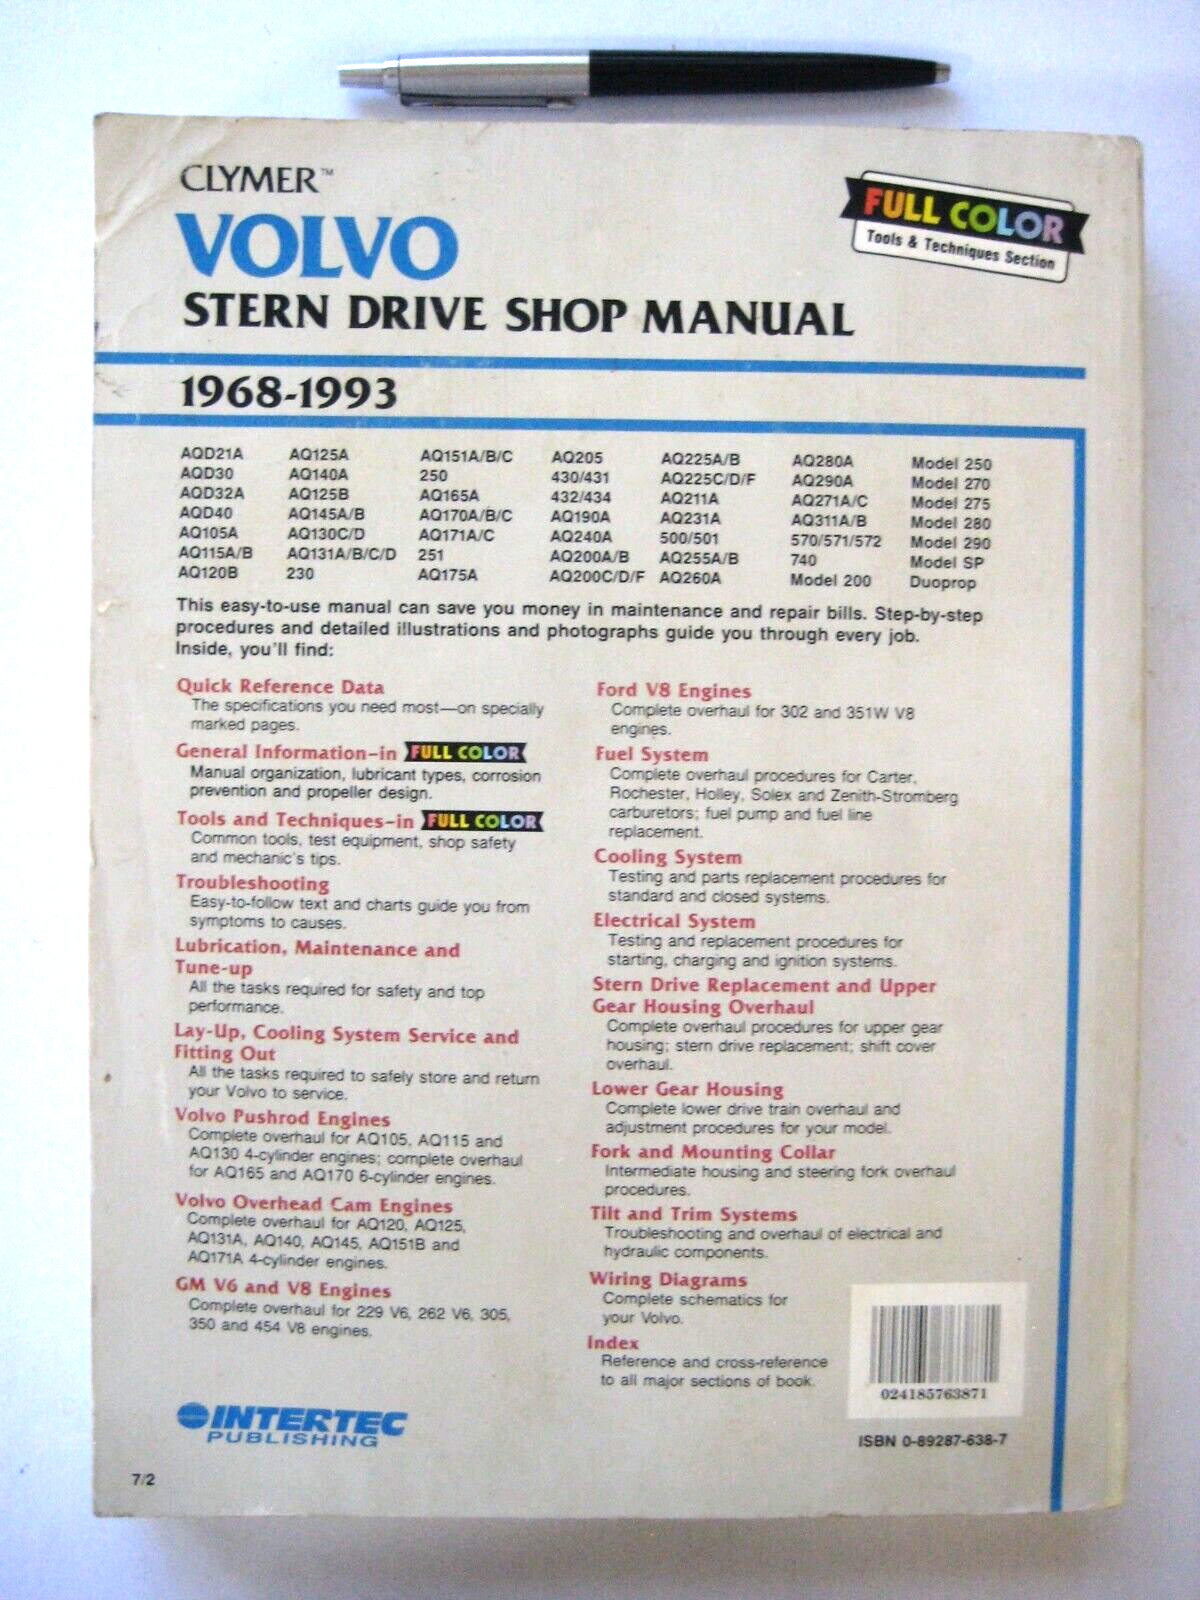 CLYMER™
VOLVO
STERN DRIVE SHOP MANUAL
FULL COLOR
Tools & Techniques Section
1968-1993
AQD21A AQ125A AQ151A/B/C AQ205 AQ225A/B AQ280A Model 250
AQD30 AQ140A 250 430/431 AQ225C/D/F AQ290A Model 270
AQD32A AQ125B AQ165A 432/434 AQ211A AQ271A/C Model 275
AQD40 AQ145A/B AQ170A/B/C AQ190A AQ231A AQ311A/B Model 280
AQ105A AQ130C/D AQ171A/C AQ240A 500/501 570/571/572 Model 290
AQ115A/B AQ131A/B/C/D 251 AQ200A/B AQ255A/B 740 Model SP
AQ120B 230 AQ175A AQ200C/D/F AQ260A Model 200 Duoprop
This easy-to-use manual can save you money in maintenance and repair bills. Step-by-step
procedures and detailed illustrations and photographs guide you through every job.
Inside, you'll find:
Quick Reference Data
The specifications you need most—on specially
marked pages.
General Information-in FULL COLOR
Manual organization, lubricant types, corrosion
prevention and propeller design.
Tools and Techniques-in FULL COLOR
Common tools, test equipment, shop safety
and mechanic's tips.
Troubleshooting
Easy-to-follow text and charts guide you from
symptoms to causes.
Lubrication, Maintenance and
Tune-up
All the tasks required for safety and top
performance.
Lay-Up, Cooling System Service and
Fitting Out
All the tasks required to safely store and return
your Volvo to service.
Volvo Pushrod Engines
Complete overhaul for AQ105, AQ115 and
AQ130 4-cylinder engines; complete overhaul
for AQ165 and AQ170 6-cylinder engines.
Volvo Overhead Cam Engines
Complete overhaul for AQ120, AQ125,
AQ131A, AQ140, AQ145, AQ151B and
AQ171A 4-cylinder engines.
GM V6 and V8 Engines
Complete overhaul for 229 V6, 262 V6, 305,
350 and 454 V8 engines.
Ford V8 Engines
Complete overhaul for 302 and 351W V8
engines.
Fuel System
Complete overhaul procedures for Carter,
Rochester, Holley, Solex and Zenith-Stromberg
carburetors; fuel pump and fuel line
replacement.
Cooling System
Testing and parts replacement procedures for
standard and closed systems.
Electrical System
Testing and replacement procedures for
starting, charging and ignition systems.
Stern Drive Replacement and Upper
Gear Housing Overhaul
Complete overhaul procedures for upper gear
housing; stern drive replacement; shift cover
overhaul.
Lower Gear Housing
Complete lower drive train overhaul and
adjustment procedures for your model.
Fork and Mounting Collar
Intermediate housing and steering fork overhaul
procedures.
Tilt and Trim Systems
Troubleshooting and overhaul of electrical and
hydraulic components.
Wiring Diagrams
Complete schematics for
your Volvo.
Index
Reference and cross-reference
to all major sections of book.
024185763871
ISBN 0-89287-638-7
INTERTEC
PUBLISHING
7/2